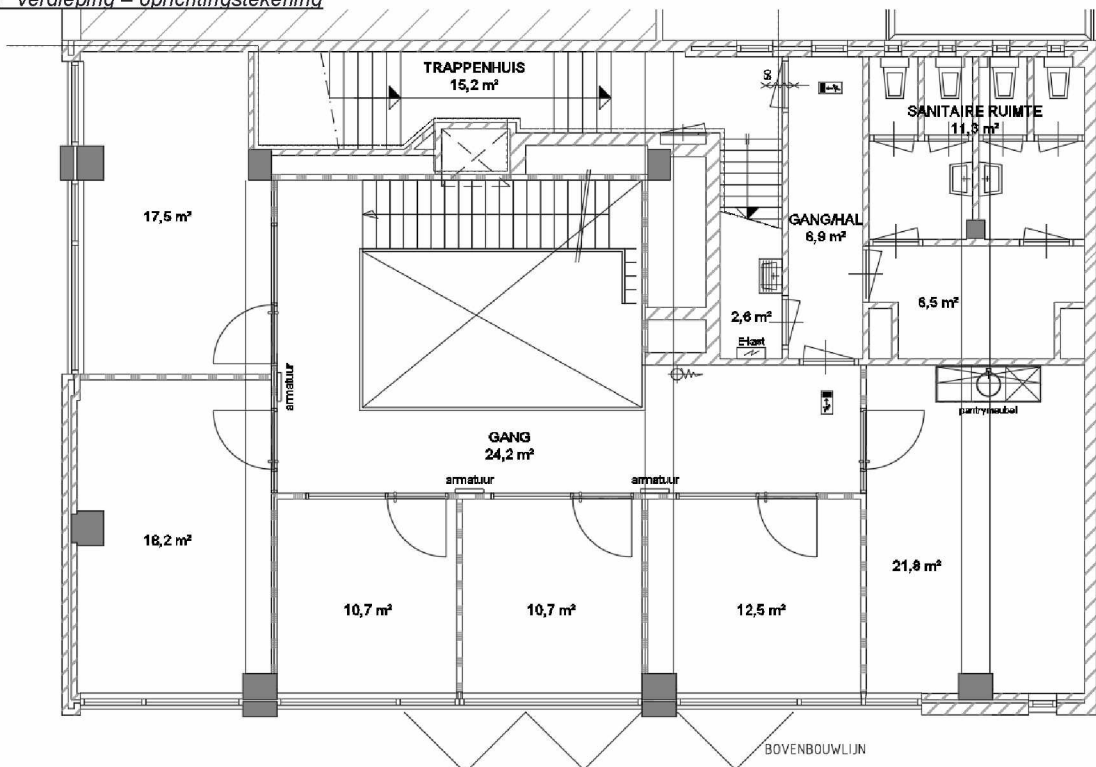 verdieping – oprichtingstekening
TRAPPENHUIS
15,2 m²
50
SANITAIRE RUIMTE
11,3 m²
17,5 m²
GANG/HAL
6,9 m²
6,5 m²
2,6 m²
E-kast
armatuur
pantrymeubel
GANG
24,2 m²
armatuur
armatuur
18,2 m²
21,8 m²
10,7 m²
10,7 m²
12,5 m²
BOVENBOUWLIJN